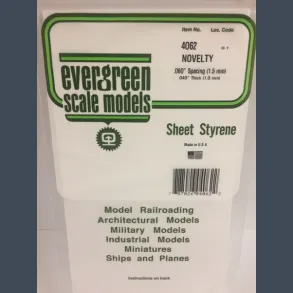 Item No. Loc. Code
4062
NOVELTY
.060" Spacing (1.5 mm)
.040" Thick (1.0 mm)
evergreen
scale models
Sheet Styrene
Made in U S A
Model Railroading
Architectural Models
Military Models
Industrial Models
Miniatures
Ships and Planes
Instructions on back